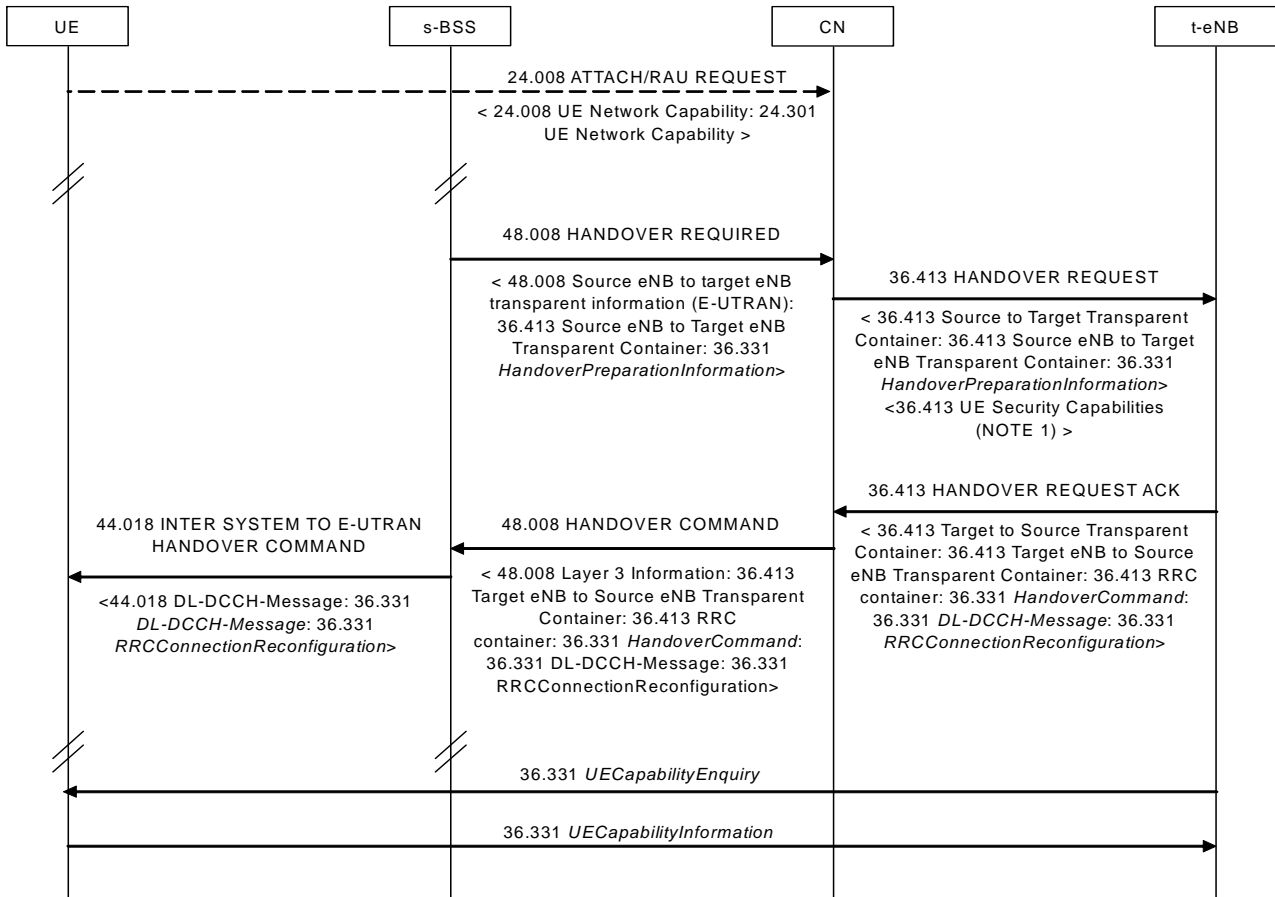 UE
s-BSS
CN
t-eNB
24.008 ATTACH/RAU REQUEST
< 24.008 UE Network Capability: 24.301
UE Network Capability >
48.008 HANDOVER REQUIRED
< 48.008 Source eNB to target eNB
transparent information (E-UTRAN):
36.413 Source eNB to Target eNB
Transparent Container: 36.331
HandoverPreparationInformation>
36.413 HANDOVER REQUEST
< 36.413 Source to Target Transparent
Container: 36.413 Source eNB to Target
eNB Transparent Container: 36.331
HandoverPreparationInformation>
<36.413 UE Security Capabilities
(NOTE 1) >
36.413 HANDOVER REQUEST ACK
< 36.413 Target to Source Transparent
Container: 36.413 Target eNB to Source
eNB Transparent Container: 36.413 RRC
container: 36.331 HandoverCommand:
36.331 DL-DCCH-Message: 36.331
RRCConnectionReconfiguration>
48.008 HANDOVER COMMAND
< 48.008 Layer 3 Information: 36.413
Target eNB to Source eNB Transparent
Container: 36.413 RRC
container: 36.331 HandoverCommand:
36.331 DL-DCCH-Message: 36.331
RRCConnectionReconfiguration>
44.018 INTER SYSTEM TO E-UTRAN
HANDOVER COMMAND
<44.018 DL-DCCH-Message: 36.331
DL-DCCH-Message: 36.331
RRCConnectionReconfiguration>
36.331 UECapabilityEnquiry
36.331 UECapabilityInformation